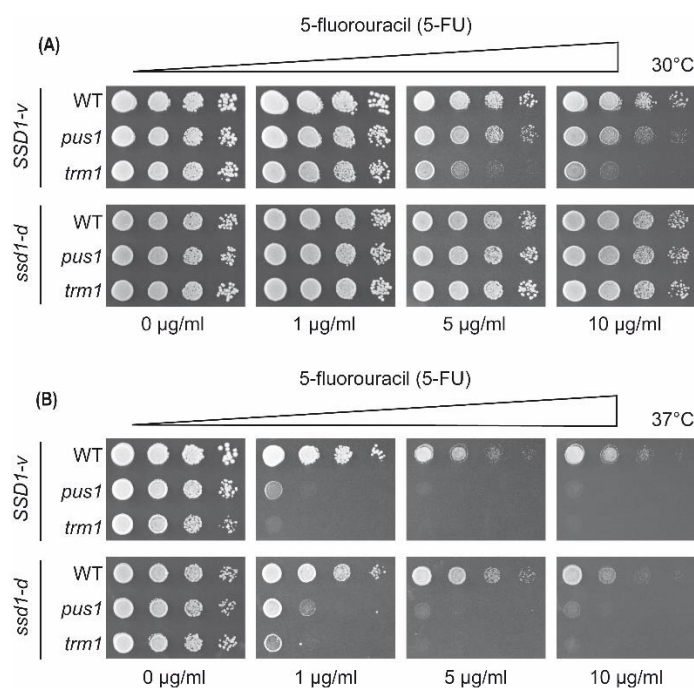 5-fluorouracil (5-FU)
(A)
30°C
SSD1-v
WT
pus1
trm1
ssd1-d
WT
pus1
trm1
0 µg/ml 1 µg/ml 5 µg/ml 10 µg/ml
5-fluorouracil (5-FU)
(B)
37°C
SSD1-v
WT
pus1
trm1
ssd1-d
WT
pus1
trm1
0 µg/ml 1 µg/ml 5 µg/ml 10 µg/ml